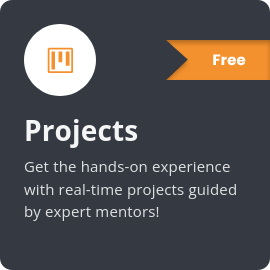 Free
Projects
Get the hands-on experience
with real-time projects guided
by expert mentors!